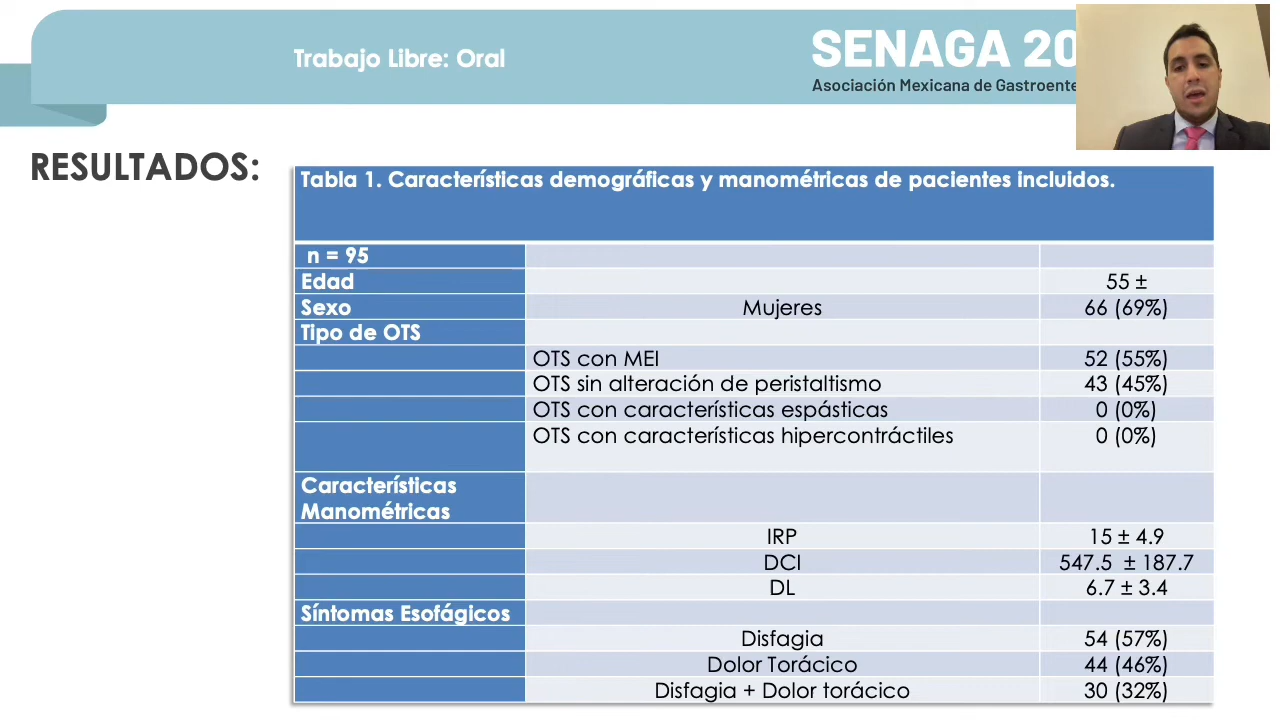 Trabajo Libre: Oral
SENAGA 20
Asociación Mexicana de Gastroente
RESULTADOS:
Tabla 1. Características demográficas y manométricas de pacientes incluidos.
n = 95
Edad 55 ±
Sexo Mujeres 66 (69%)
Tipo de OTS
OTS con MEI 52 (55%)
OTS sin alteración de peristaltismo 43 (45%)
OTS con características espásticas 0 (0%)
OTS con características hipercontráctiles 0 (0%)
Características
Manométricas
IRP 15 ± 4.9
DCI 547.5 ± 187.7
DL 6.7 ± 3.4
Síntomas Esofágicos
Disfagia 54 (57%)
Dolor Torácico 44 (46%)
Disfagia + Dolor torácico 30 (32%)